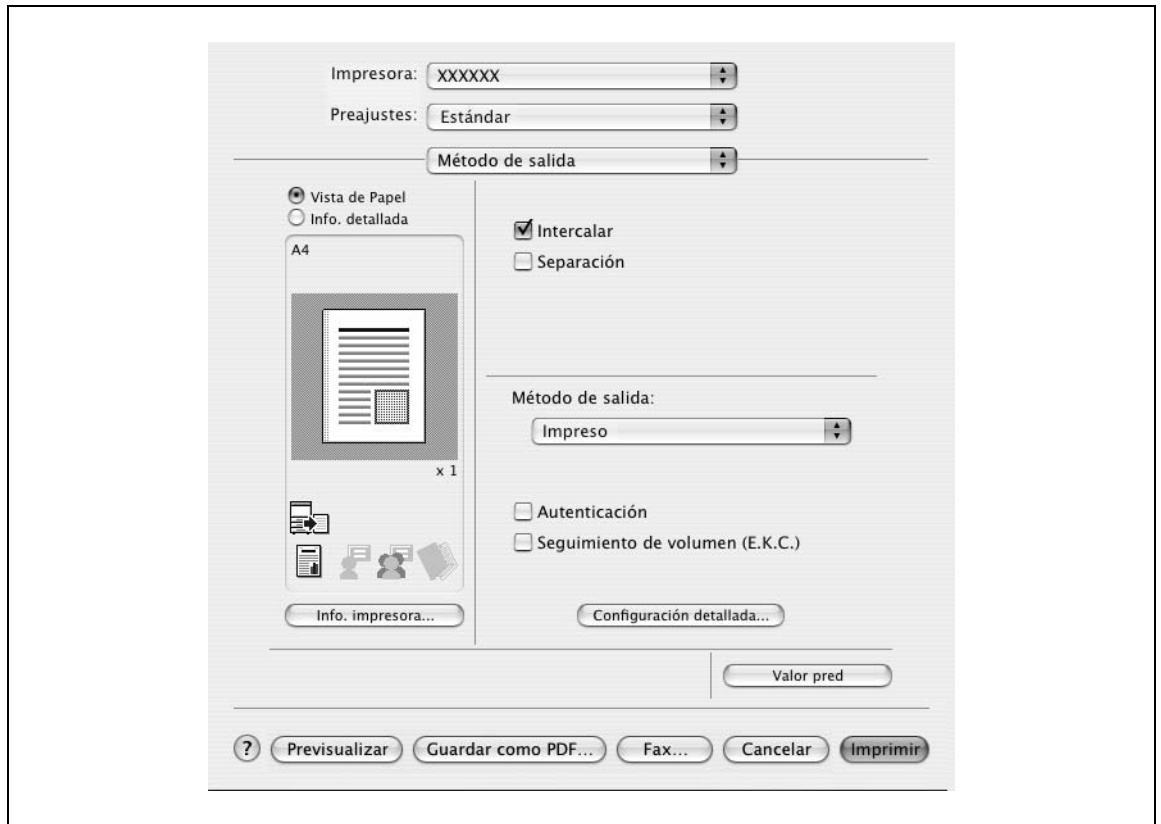 Impresora: XXXXXX
Preajustes: Estándar
Método de salida
Vista de Papel
Info. detallada
A4
x 1
Info. impresora...
Intercalar
Separación
Método de salida:
Impreso
Autenticación
Seguimiento de volumen (E.K.C.)
Configuración detallada...
Valor pred
? Previsualizar Guardar como PDF... Fax... Cancelar Imprimir